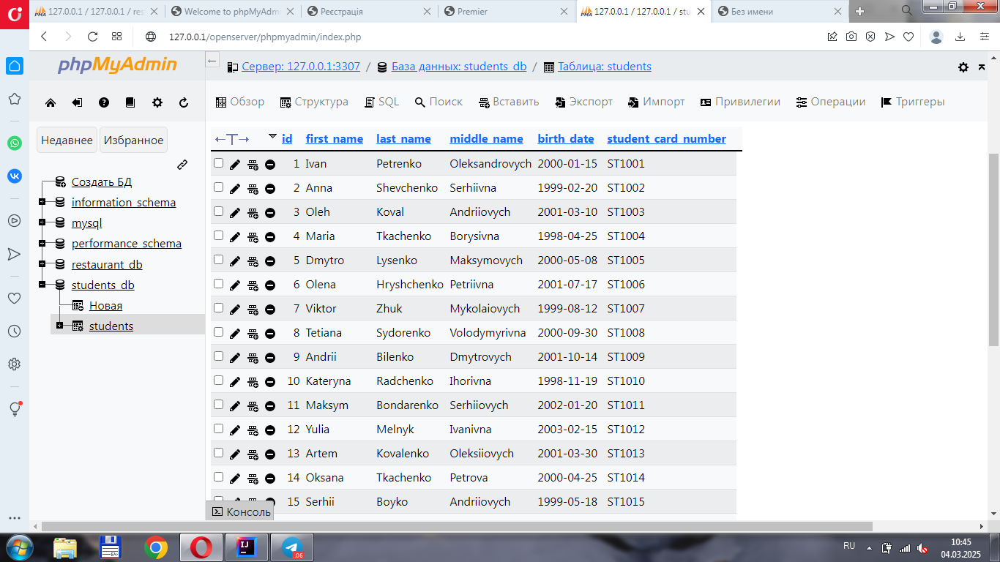 127.0.0.1 / 127.0.0.1 / res
Welcome to phpMyAdm
Реєстрація
Premier
127.0.0.1 / 127.0.0.1 / stu
Без имени
127.0.0.1/openserver/phpmyadmin/index.php
phpMyAdmin
Недавнее Избранное
Создать БД
information_schema
mysql
performance_schema
restaurant_db
students_db
Новая
students
Сервер: 127.0.0.1:3307 / База данных: students_db / Таблица: students
Обзор Структура SQL Поиск Вставить Экспорт Импорт Привилегии Операции Триггеры
id first_name last_name middle_name birth_date student_card_number
1 Ivan Petrenko Oleksandrovych 2000-01-15 ST1001
2 Anna Shevchenko Serhiivna 1999-02-20 ST1002
3 Oleh Koval Andriiovych 2001-03-10 ST1003
4 Maria Tkachenko Borysivna 1998-04-25 ST1004
5 Dmytro Lysenko Maksymovych 2000-05-08 ST1005
6 Olena Hryshchenko Petriivna 2001-07-17 ST1006
7 Viktor Zhuk Mykolaiovych 1999-08-12 ST1007
8 Tetiana Sydorenko Volodymyrivna 2000-09-30 ST1008
9 Andrii Bilenko Dmytrovych 2001-10-14 ST1009
10 Kateryna Radchenko Ihorivna 1998-11-19 ST1010
11 Maksym Bondarenko Serhiiovych 2002-01-20 ST1011
12 Yulia Melnyk Ivanivna 2003-02-15 ST1012
13 Artem Kovalenko Oleksiiovych 2001-03-30 ST1013
14 Oksana Tkachenko Petrova 2000-04-25 ST1014
15 Serhii Boyko Andriiovych 1999-05-18 ST1015
Консоль
RU
10:45
04.03.2025